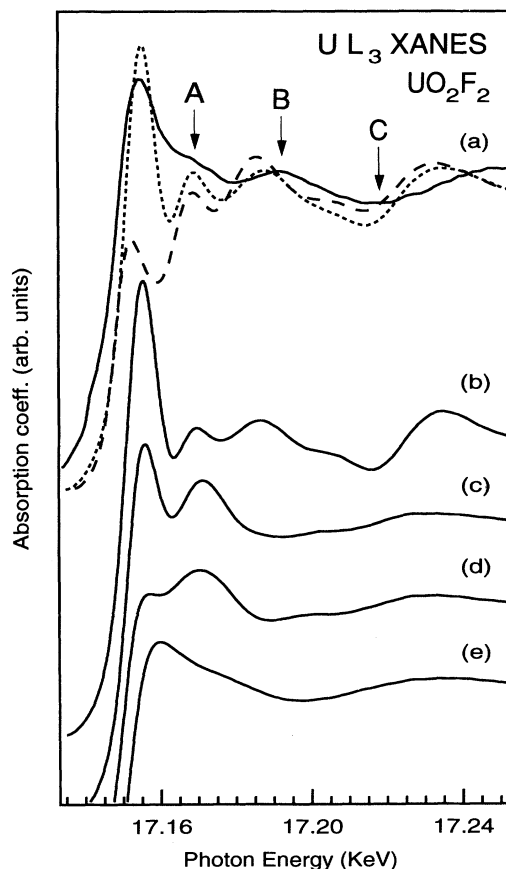 U L3 XANES
UO2F2
A
B
C
(a)
(b)
(c)
(d)
(e)
Absorption coeff. (arb. units)
17.16
17.20
17.24
Photon Energy (KeV)